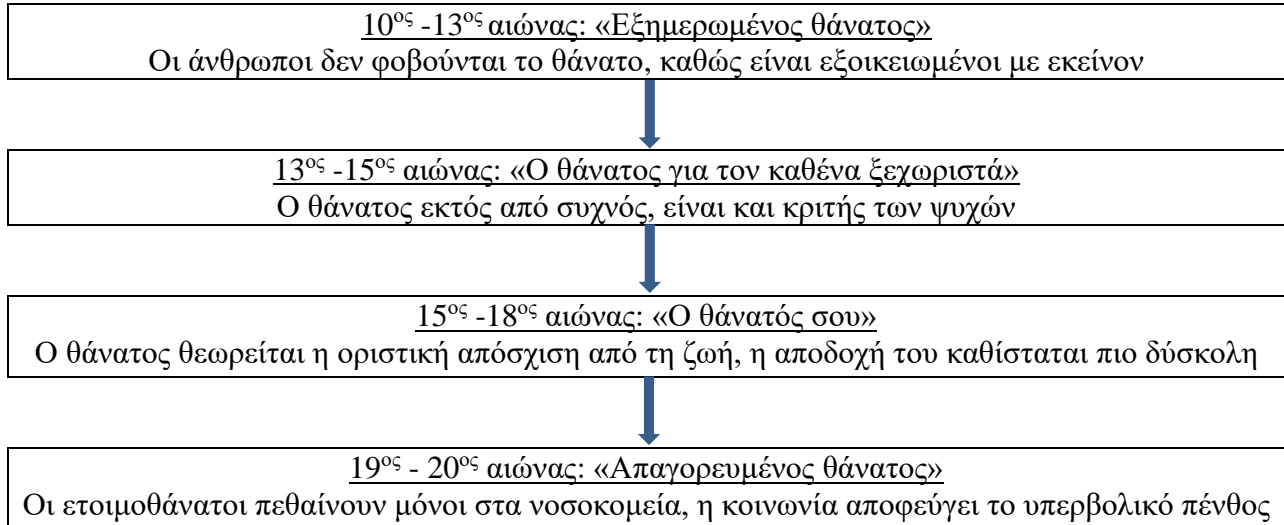 10ος -13ος αιώνας: «Εξημερωμένος θάνατος»
Οι άνθρωποι δεν φοβούνται το θάνατο, καθώς είναι εξοικειωμένοι με εκείνον
13ος -15ος αιώνας: «Ο θάνατος για τον καθένα ξεχωριστά»
Ο θάνατος εκτός από συχνός, είναι και κριτής των ψυχών
15ος -18ος αιώνας: «Ο θάνατός σου»
Ο θάνατος θεωρείται η οριστική απόσχιση από τη ζωή, η αποδοχή του καθίσταται πιο δύσκολη
19ος - 20ος αιώνας: «Απαγορευμένος θάνατος»
Οι ετοιμοθάνατοι πεθαίνουν μόνοι στα νοσοκομεία, η κοινωνία αποφεύγει το υπερβολικό πένθος